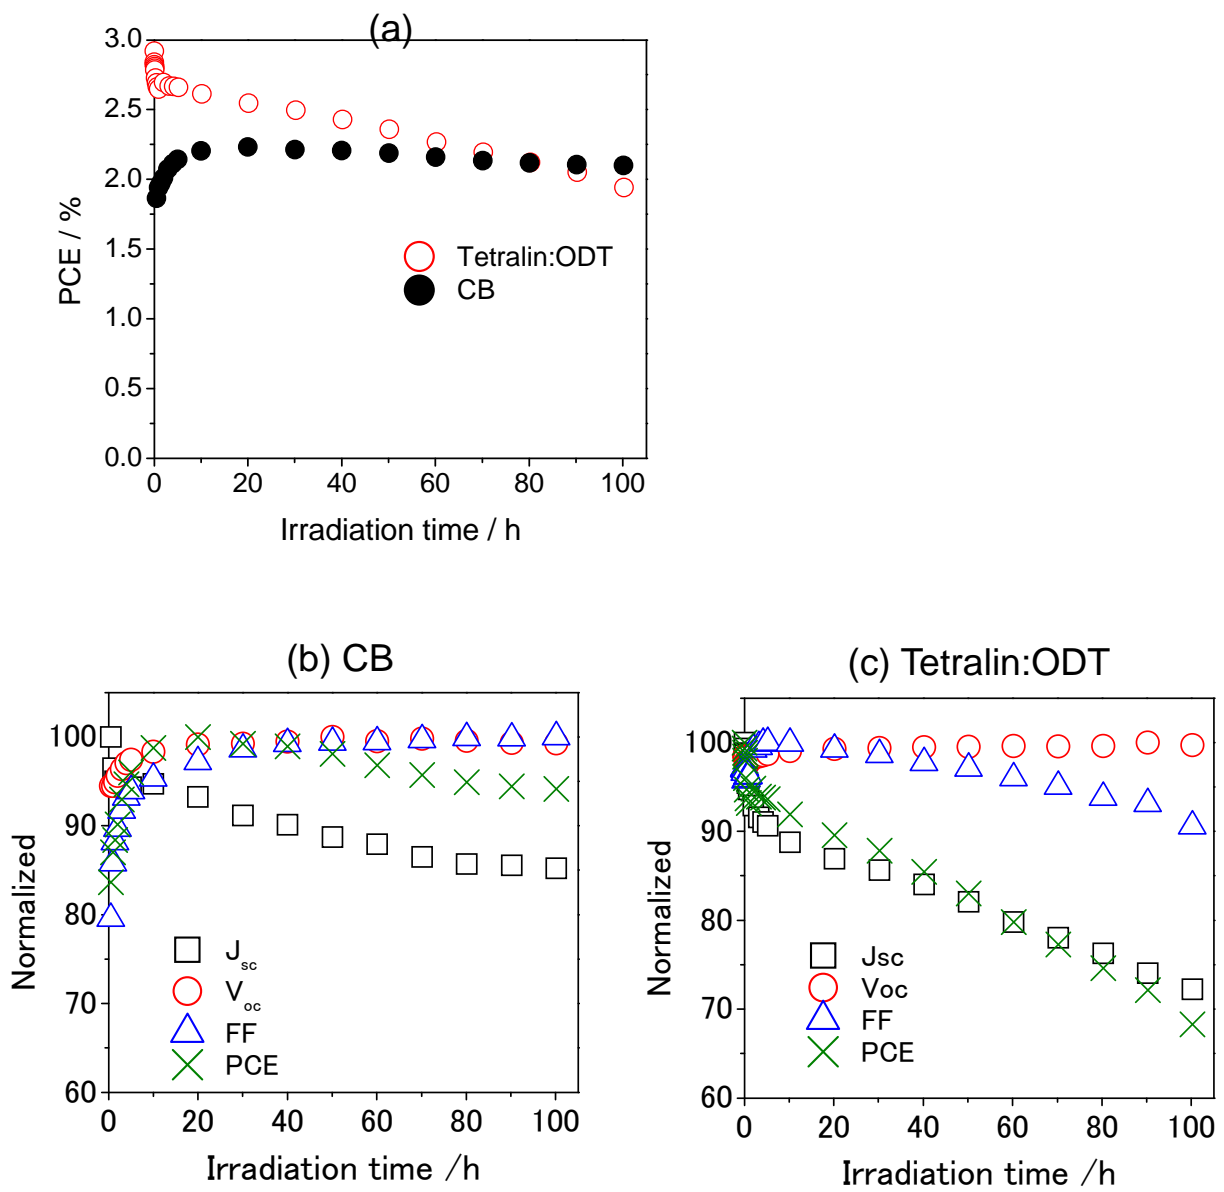 (a)
3.0
2.5
2.0
1.5
1.0
0.5
0.0
PCE / %
Tetralin:ODT
CB
0 20 40 60 80 100
Irradiation time / h
(b) CB
100
90
80
70
60
Normalized
Jsc
Voc
FF
PCE
0 20 40 60 80 100
Irradiation time /h
(c) Tetralin:ODT
100
90
80
70
60
Normalized
Jsc
Voc
FF
PCE
0 20 40 60 80 100
Irradiation time /h